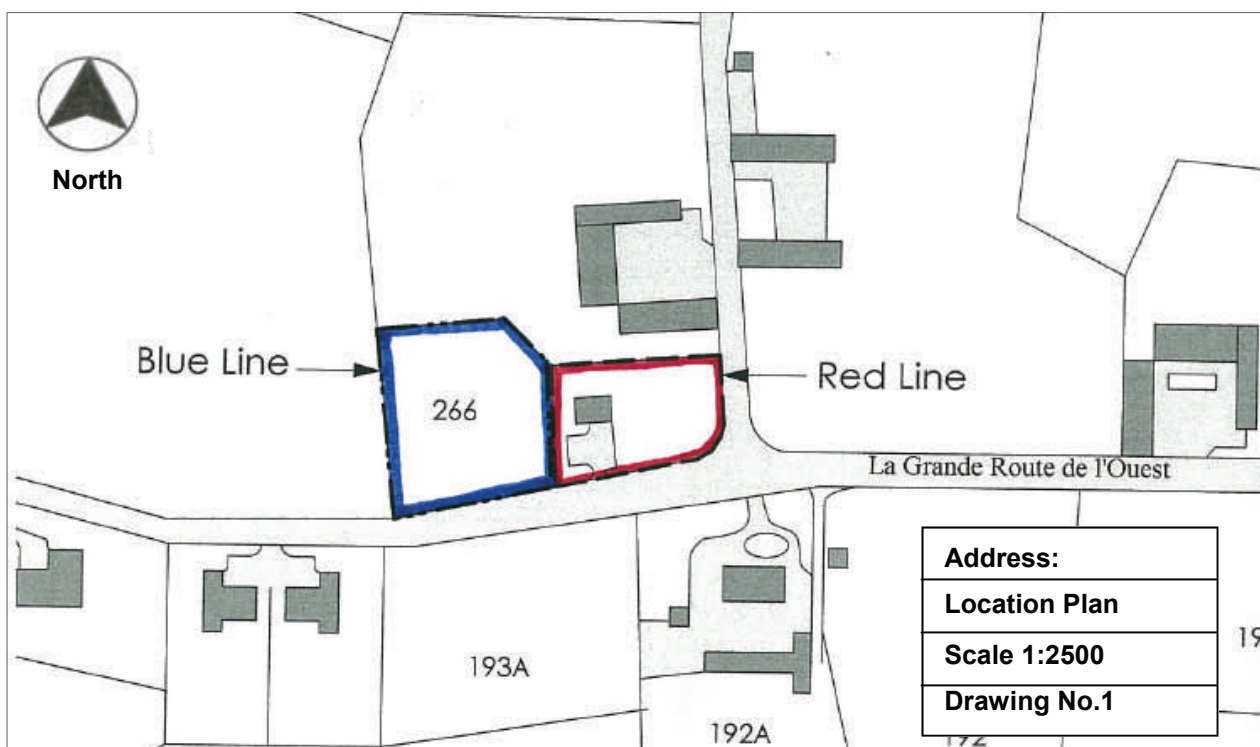 North
Blue Line
266
Red Line
La Grande Route de l'Ouest
193A
192A
Address:
Location Plan
Scale 1:2500
Drawing No.1